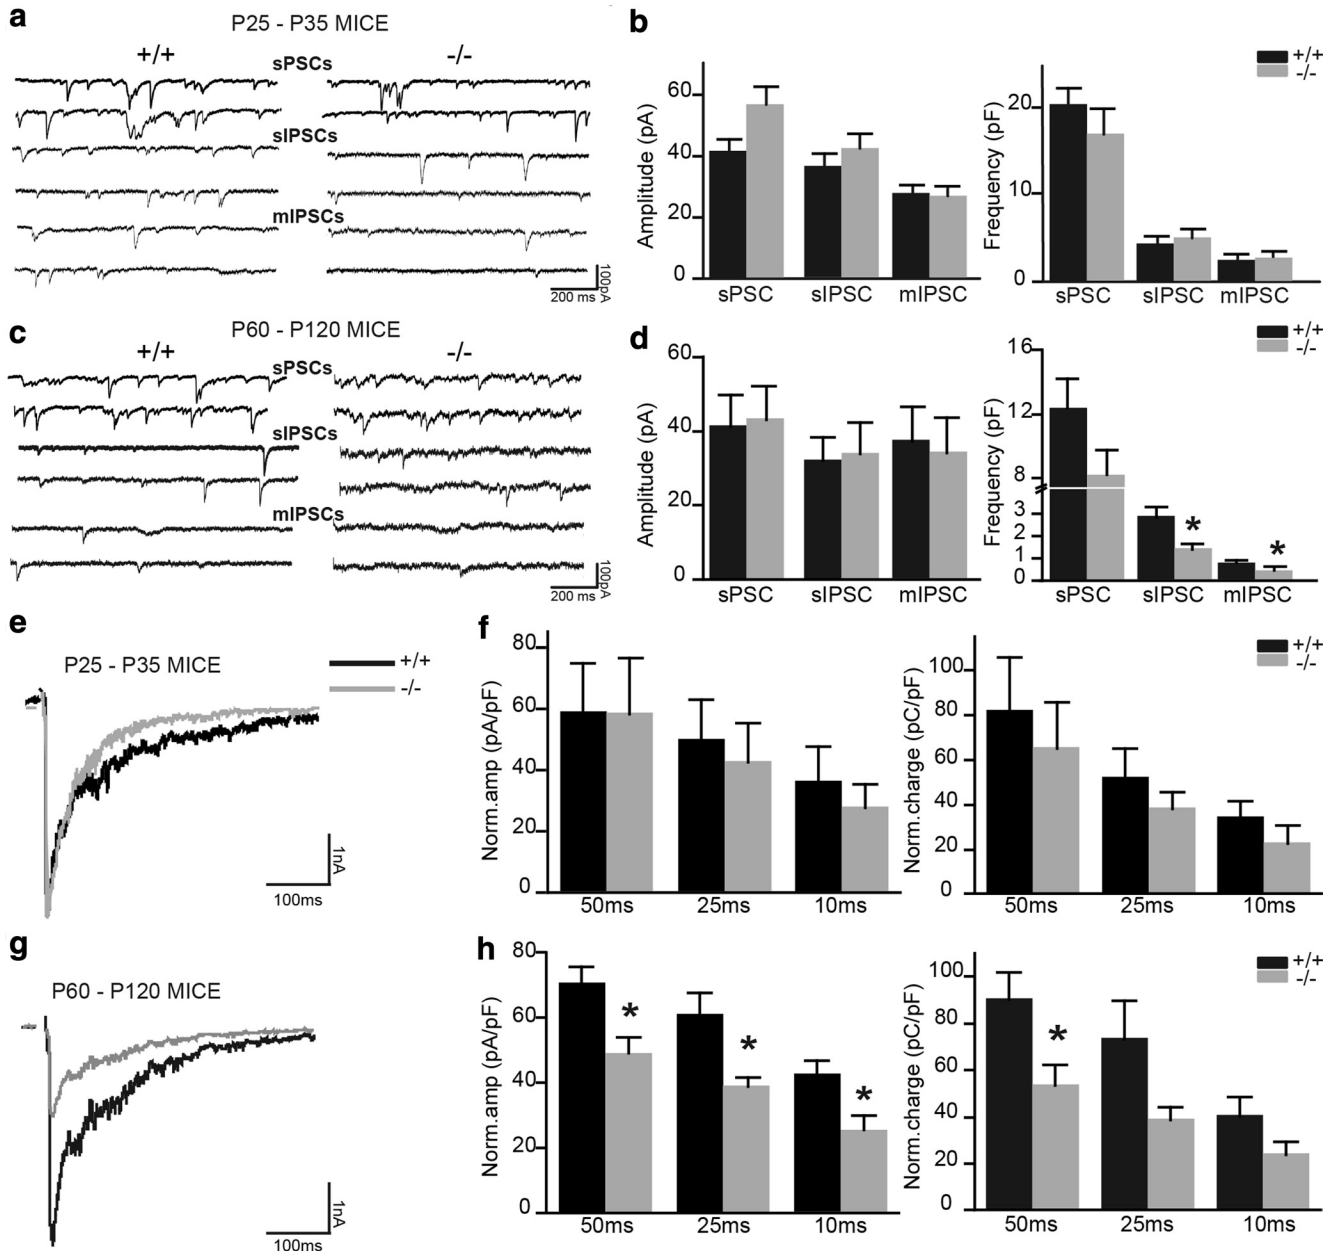 a
P25 - P35 MICE
+/+
-/-
sPSCs
sIPSCs
mIPSCs
100pA
200 ms
b
+/+
-/-
Amplitude (pA)
60
40
20
0
sPSC
sIPSC
mIPSC
Frequency (pF)
20
10
0
sPSC
sIPSC
mIPSC
c
P60 - P120 MICE
+/+
-/-
sPSCs
sIPSCs
mIPSCs
100pA
200 ms
d
+/+
-/-
Amplitude (pA)
60
40
20
0
sPSC
sIPSC
mIPSC
Frequency (pF)
16
12
8
3
2
1
0
*
*
sPSC
sIPSC
mIPSC
e
P25 - P35 MICE
+/+
-/-
1nA
100ms
f
+/+
-/-
Norm.amp (pA/pF)
80
60
40
20
0
50ms
25ms
10ms
Norm.charge (pC/pF)
100
80
60
40
20
0
50ms
25ms
10ms
g
P60 - P120 MICE
1nA
100ms
h
+/+
-/-
Norm.amp (pA/pF)
80
60
40
20
0
*
*
*
50ms
25ms
10ms
Norm.charge (pC/pF)
100
80
60
40
20
0
*
50ms
25ms
10ms